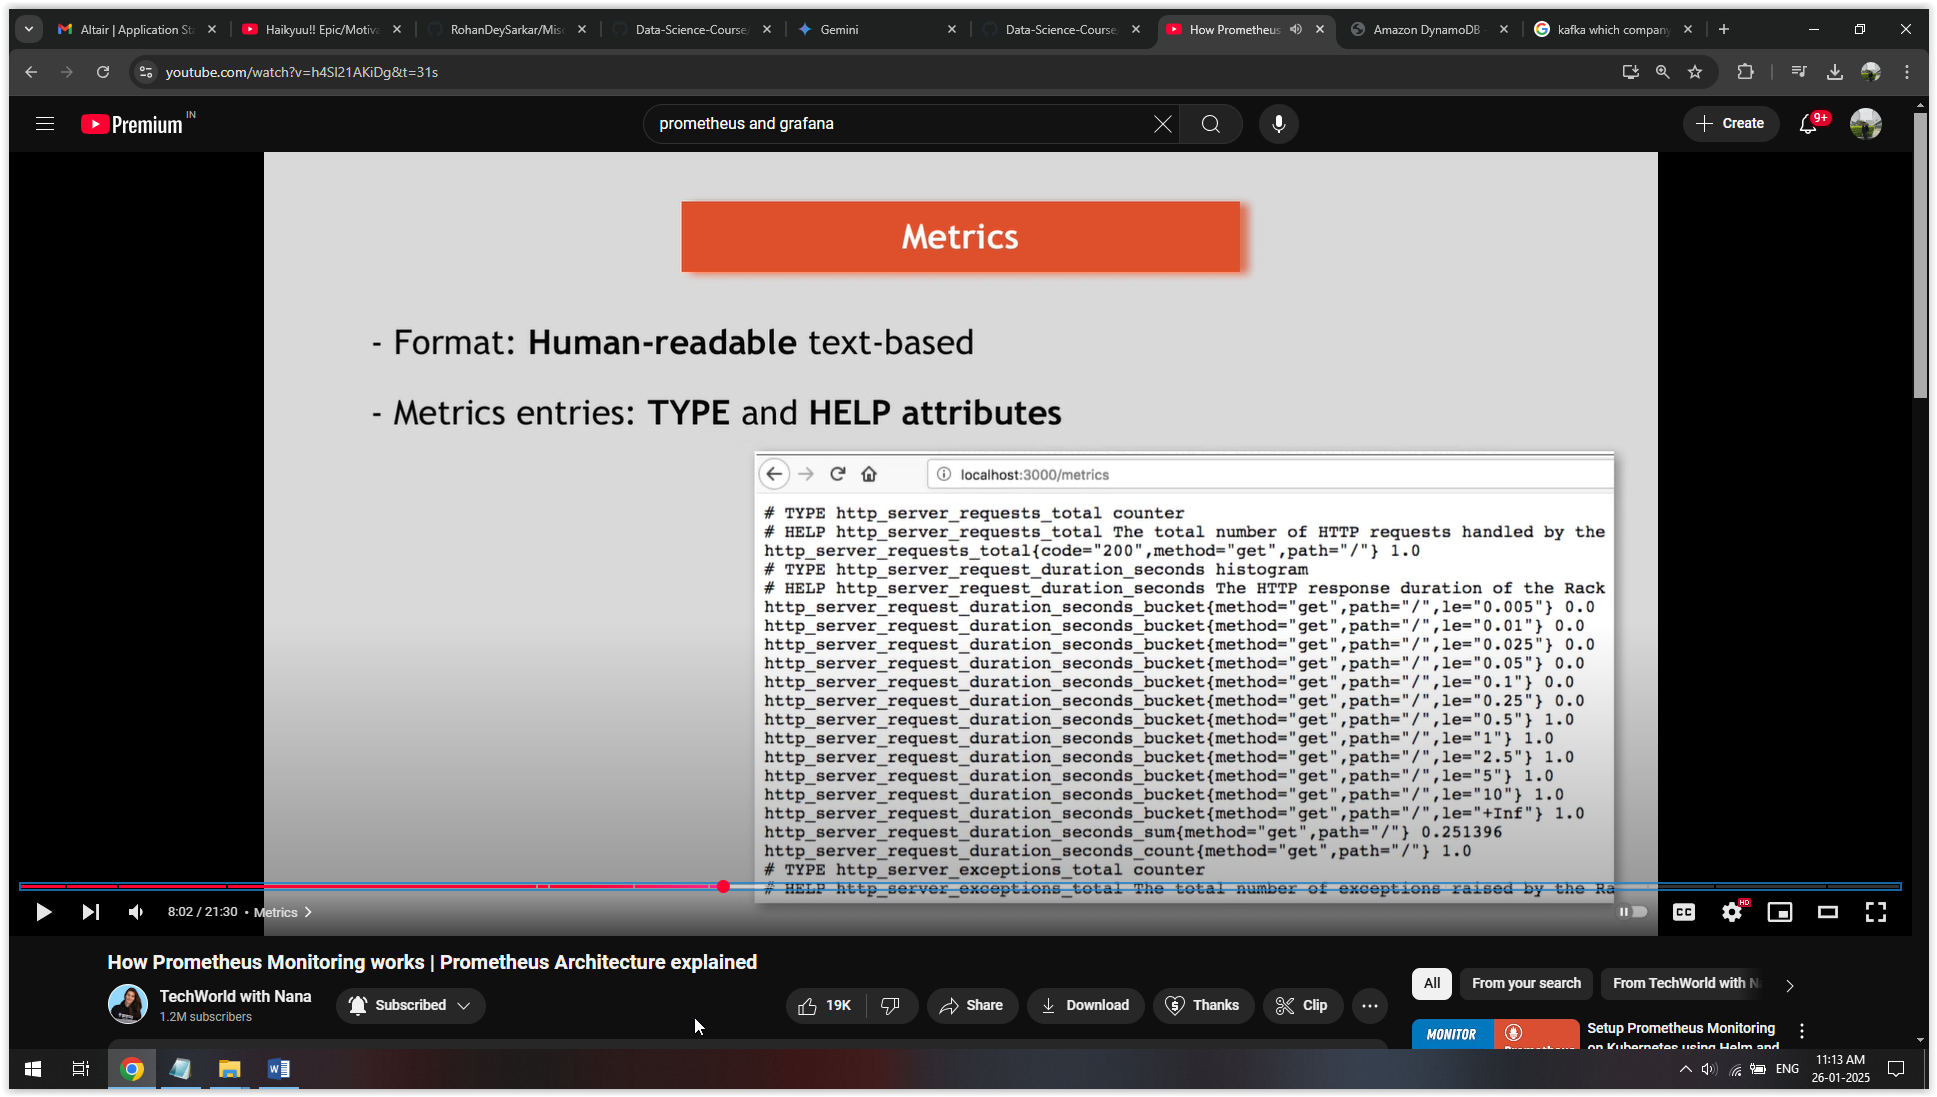 Altair | Application St
Haikyuu!! Epic/Motiva
RohanDeySarkar/Misc
Data-Science-Course/
Gemini
Data-Science-Course/
How Prometheus
Amazon DynamoDB
kafka which company
youtube.com/watch?v=h4Sl21AKiDg&t=31s
Premium IN
prometheus and grafana
Create
9+
Metrics
- Format: Human-readable text-based
- Metrics entries: TYPE and HELP attributes
localhost:3000/metrics
# TYPE http_server_requests_total counter
# HELP http_server_requests_total The total number of HTTP requests handled by the
http_server_requests_total{code="200",method="get",path="/"} 1.0
# TYPE http_server_request_duration_seconds histogram
# HELP http_server_request_duration_seconds The HTTP response duration of the Rack
http_server_request_duration_seconds_bucket{method="get",path="/",le="0.005"} 0.0
http_server_request_duration_seconds_bucket{method="get",path="/",le="0.01"} 0.0
http_server_request_duration_seconds_bucket{method="get",path="/",le="0.025"} 0.0
http_server_request_duration_seconds_bucket{method="get",path="/",le="0.05"} 0.0
http_server_request_duration_seconds_bucket{method="get",path="/",le="0.1"} 0.0
http_server_request_duration_seconds_bucket{method="get",path="/",le="0.25"} 0.0
http_server_request_duration_seconds_bucket{method="get",path="/",le="0.5"} 1.0
http_server_request_duration_seconds_bucket{method="get",path="/",le="1"} 1.0
http_server_request_duration_seconds_bucket{method="get",path="/",le="2.5"} 1.0
http_server_request_duration_seconds_bucket{method="get",path="/",le="5"} 1.0
http_server_request_duration_seconds_bucket{method="get",path="/",le="10"} 1.0
http_server_request_duration_seconds_bucket{method="get",path="/",le="+Inf"} 1.0
http_server_request_duration_seconds_sum{method="get",path="/"} 0.251396
http_server_request_duration_seconds_count{method="get",path="/"} 1.0
# TYPE http_server_exceptions_total counter
# HELP http_server_exceptions_total The total number of exceptions raised by the Ra
8:02 / 21:30 • Metrics
CC
HD
How Prometheus Monitoring works | Prometheus Architecture explained
TechWorld with Nana
1.2M subscribers
Subscribed
19K
Share
Download
Thanks
Clip
All
From your search
From TechWorld with Na
MONITOR
Prometheus
Setup Prometheus Monitoring
on Kubernetes using Helm and
ENG
11:13 AM
26-01-2025